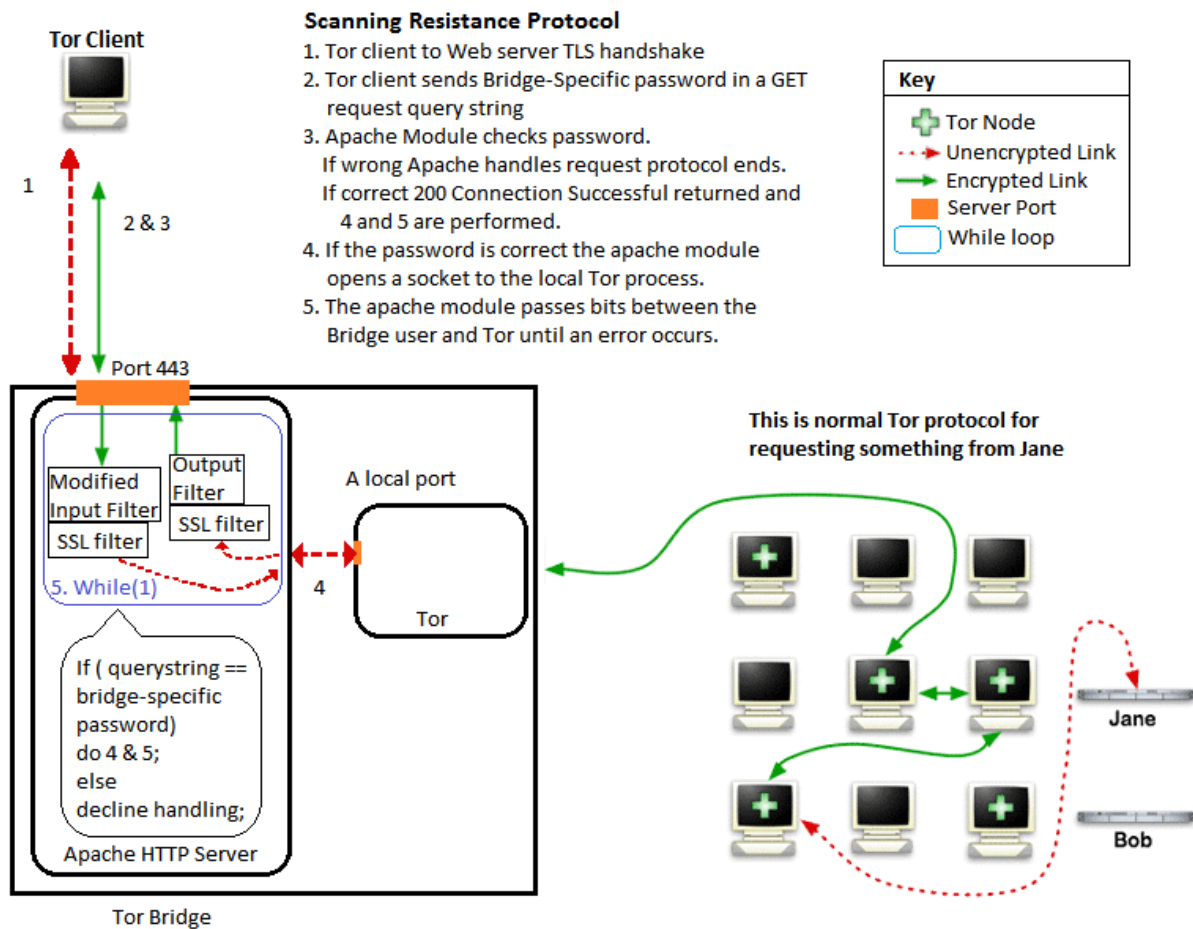 Tor Client
Scanning Resistance Protocol
1. Tor client to Web server TLS handshake
2. Tor client sends Bridge-Specific password in a GET
request query string
3. Apache Module checks password.
If wrong Apache handles request protocol ends.
If correct 200 Connection Successful returned and
4 and 5 are performed.
4. If the password is correct the apache module
opens a socket to the local Tor process.
5. The apache module passes bits between the
Bridge user and Tor until an error occurs.
Key
Tor Node
Unencrypted Link
Encrypted Link
Server Port
While loop
1
2 & 3
Port 443
Modified
Input Filter
SSL filter
Output
Filter
SSL filter
5. While(1)
A local port
4
Tor
If ( querystring ==
bridge-specific
password)
do 4 & 5;
else
decline handling;
Apache HTTP Server
Tor Bridge
This is normal Tor protocol for
requesting something from Jane
Jane
Bob